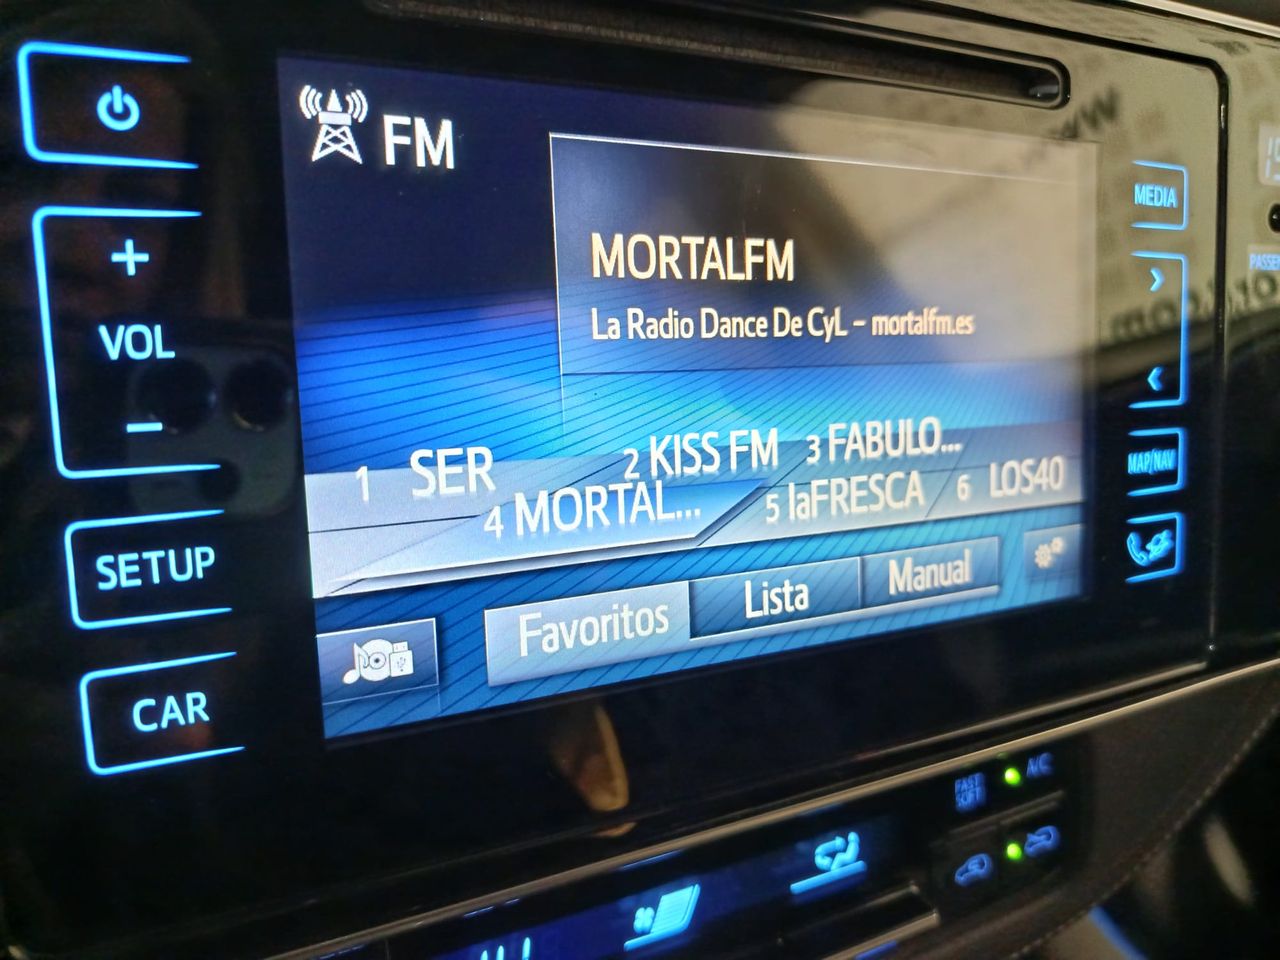 FM
MEDIA
MORTALFM
La Radio Dance De CyL – mortalfm.es
+
VOL
−
1 SER
2 KISS FM
3 FABULO...
4 MORTAL...
5 laFRESCA
6 LOS40
MAP/NAV
SETUP
Favoritos
Lista
Manual
CAR
A/C